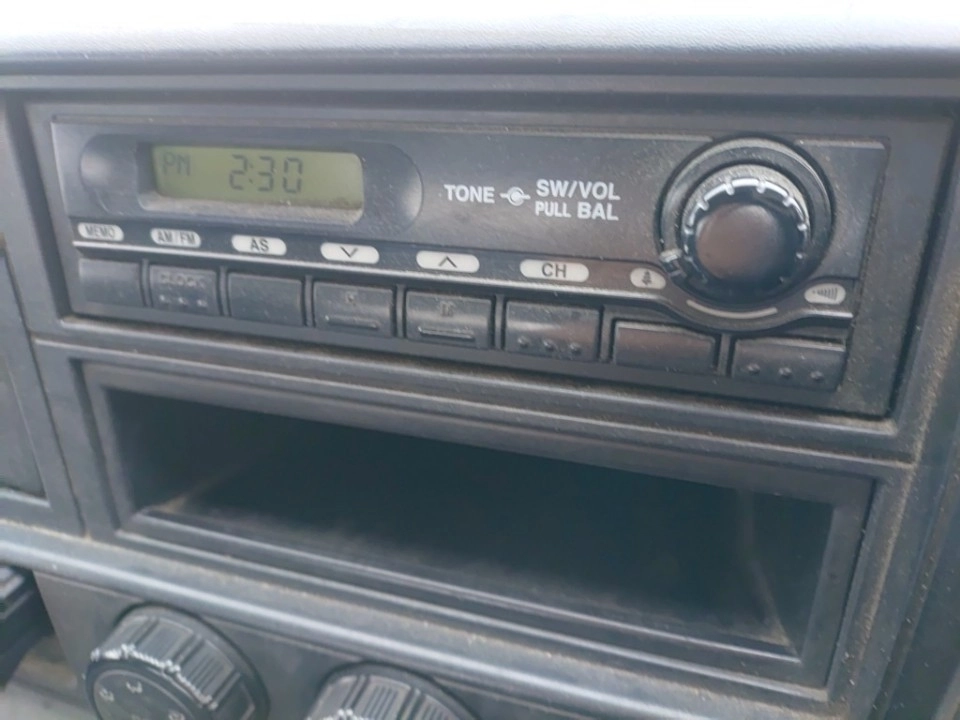 PM 2:30
TONE SW/VOL
PULL BAL
MEMO AM/FM AS CH
CLOCK
H M